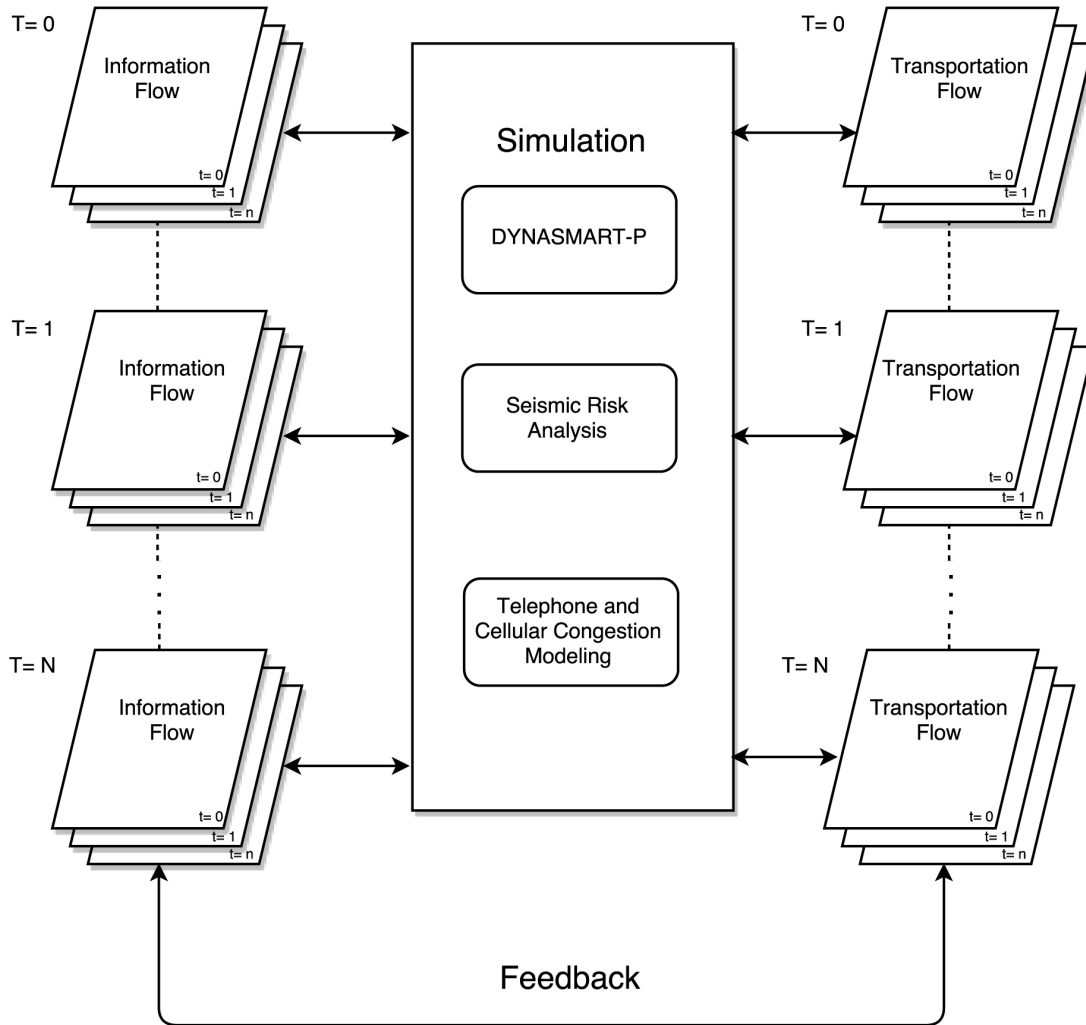 T= 0
Information
Flow
t= 0
t= 1
t= n
T= 1
Information
Flow
t= 0
t= 1
t= n
T= N
Information
Flow
t= 0
t= 1
t= n
Simulation
DYNASMART-P
Seismic Risk
Analysis
Telephone and
Cellular Congestion
Modeling
T= 0
Transportation
Flow
t= 0
t= 1
t= n
T= 1
Transportation
Flow
t= 0
t= 1
t= n
T= N
Transportation
Flow
t= 0
t= 1
t= n
Feedback